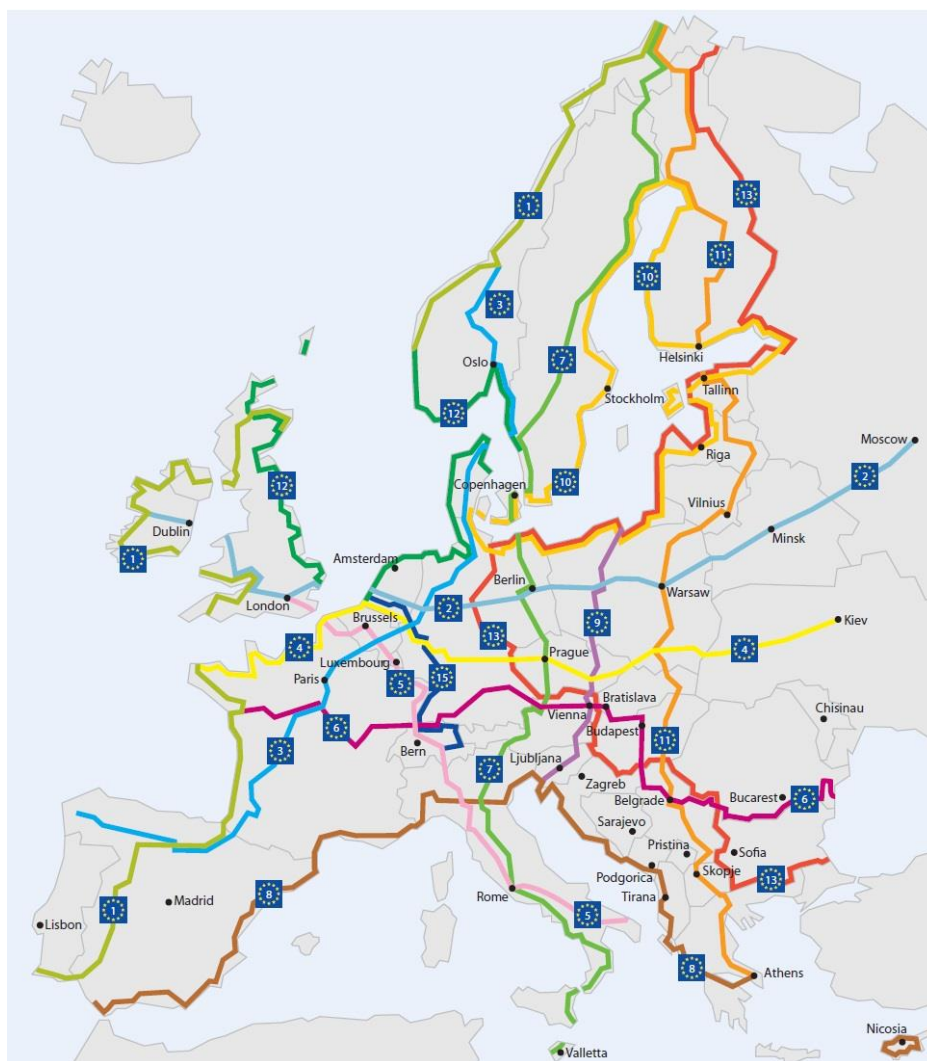 1
13
11
10
3
7
Oslo
Helsinki
Tallinn
Stockholm
12
Moscow
Riga
2
12
10
Copenhagen
Vilnius
Dublin
Minsk
1
Amsterdam
Berlin
Warsaw
London
2
Brussels
9
Kiev
13
4
4
Prague
Luxembourg
5
15
Paris
Bratislava
Vienna
Chisinau
6
Budapest
3
Bern
11
Ljubljana
7
Zagreb
Belgrade
Bucarest
6
Sarajevo
Pristina
Sofia
8
Podgorica
Skopje
13
Madrid
Rome
Tirana
1
5
Lisbon
8
Athens
Nicosia
Valletta